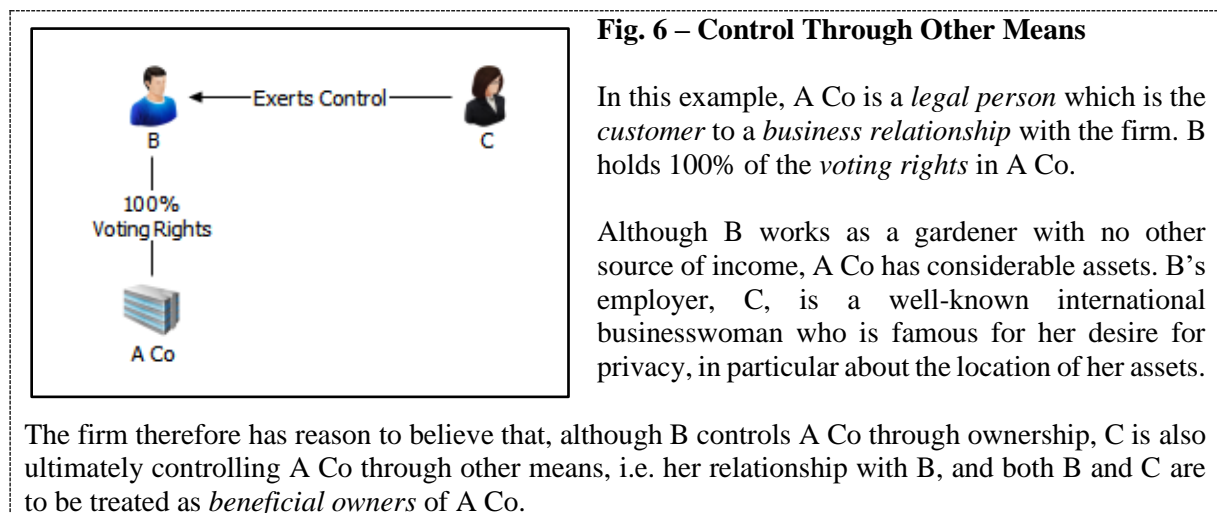 Fig. 6 – Control Through Other Means
Exerts Control
B
C
100%
Voting Rights
A Co
In this example, A Co is a legal person which is the
customer to a business relationship with the firm. B
holds 100% of the voting rights in A Co.
Although B works as a gardener with no other
source of income, A Co has considerable assets. B's
employer, C, is a well-known international
businesswoman who is famous for her desire for
privacy, in particular about the location of her assets.
The firm therefore has reason to believe that, although B controls A Co through ownership, C is also
ultimately controlling A Co through other means, i.e. her relationship with B, and both B and C are
to be treated as beneficial owners of A Co.